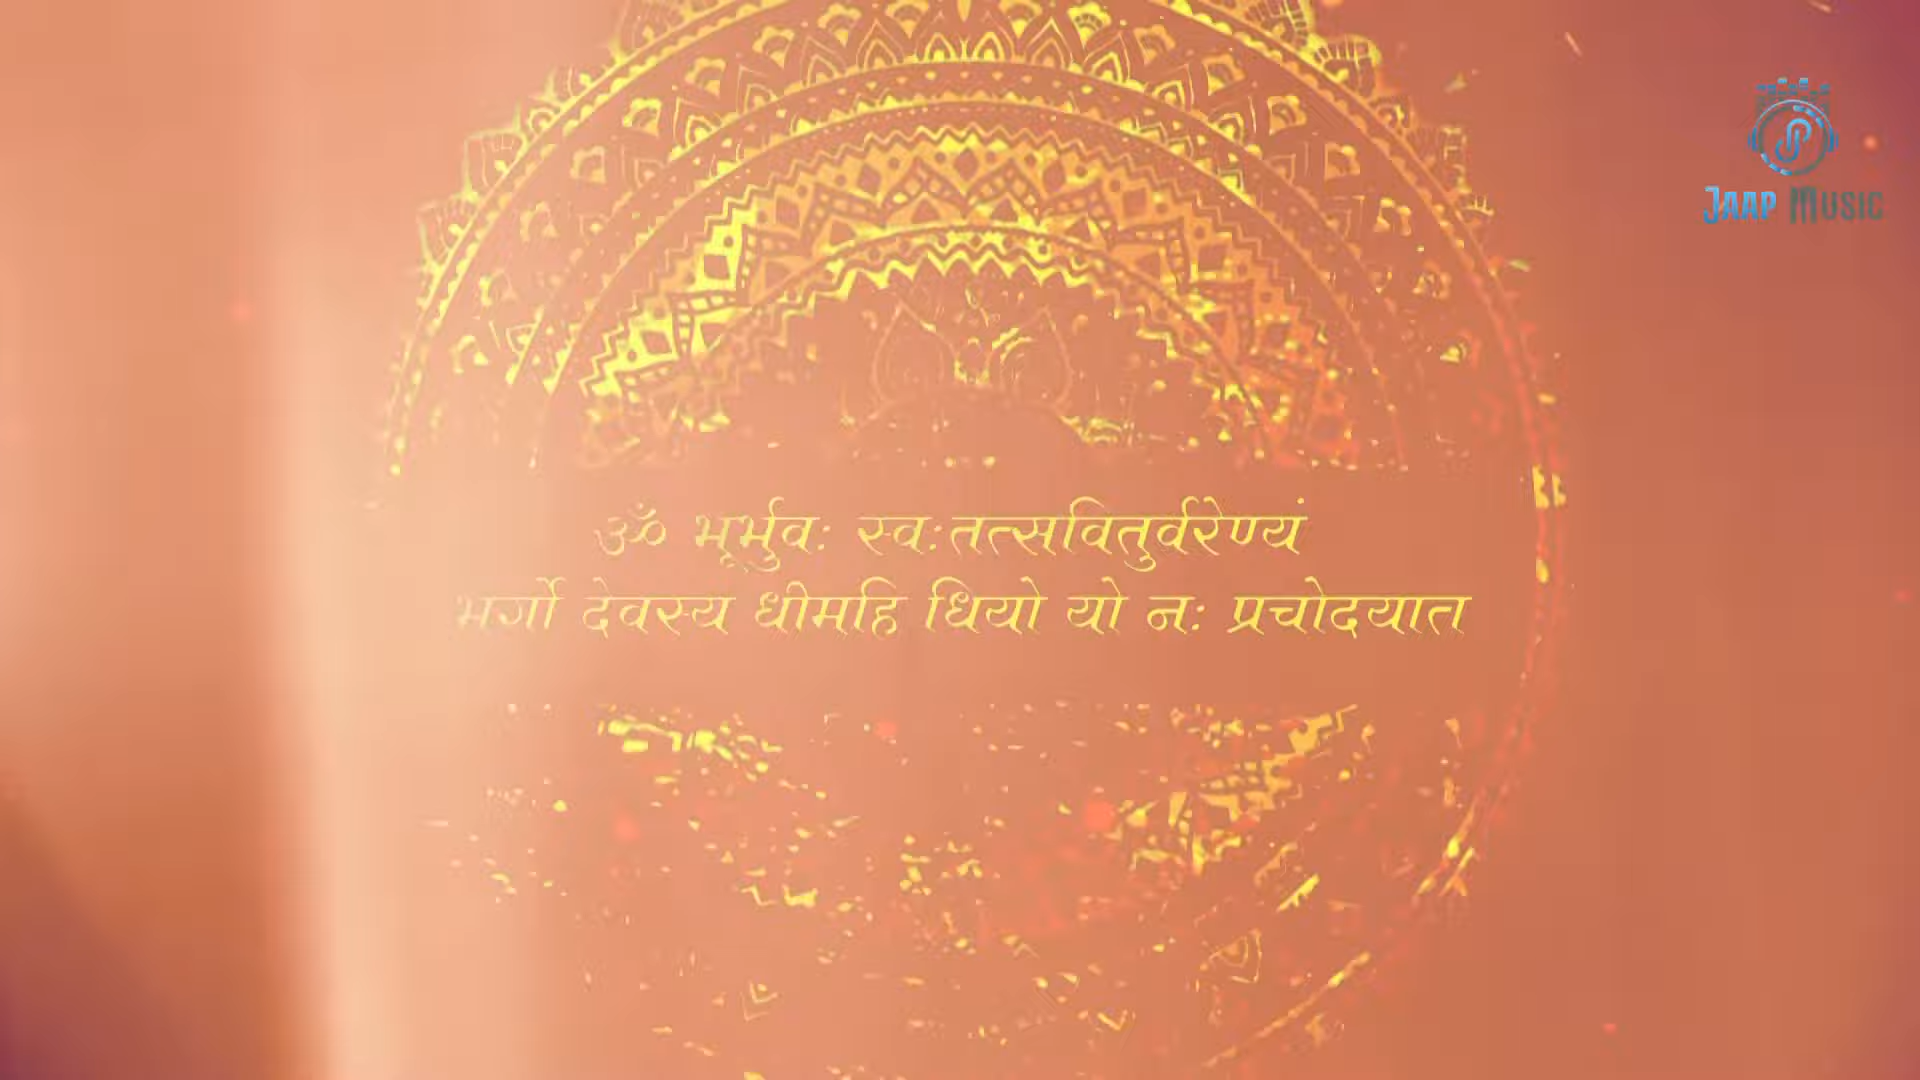 JAAP MUSIC
ॐ भूर्भुवः स्वःतत्सवितुर्वरेण्यं
भर्गो देवस्य धीमहि धियो यो नः प्रचोदयात